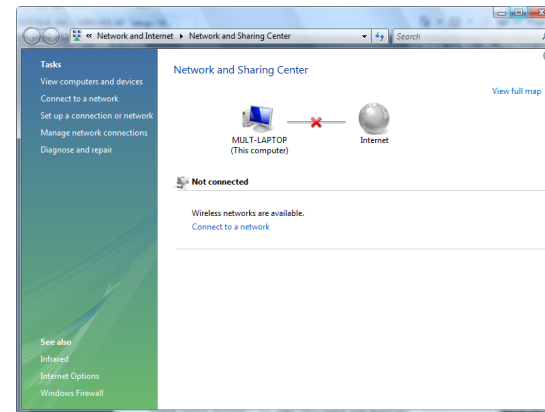 « Network and Internet ▸ Network and Sharing Center
Search
Tasks
View computers and devices
Connect to a network
Set up a connection or network
Manage network connections
Diagnose and repair
Network and Sharing Center
View full map
MULT-LAPTOP
(This computer)
Internet
Not connected
Wireless networks are available.
Connect to a network
See also
Infrared
Internet Options
Windows Firewall